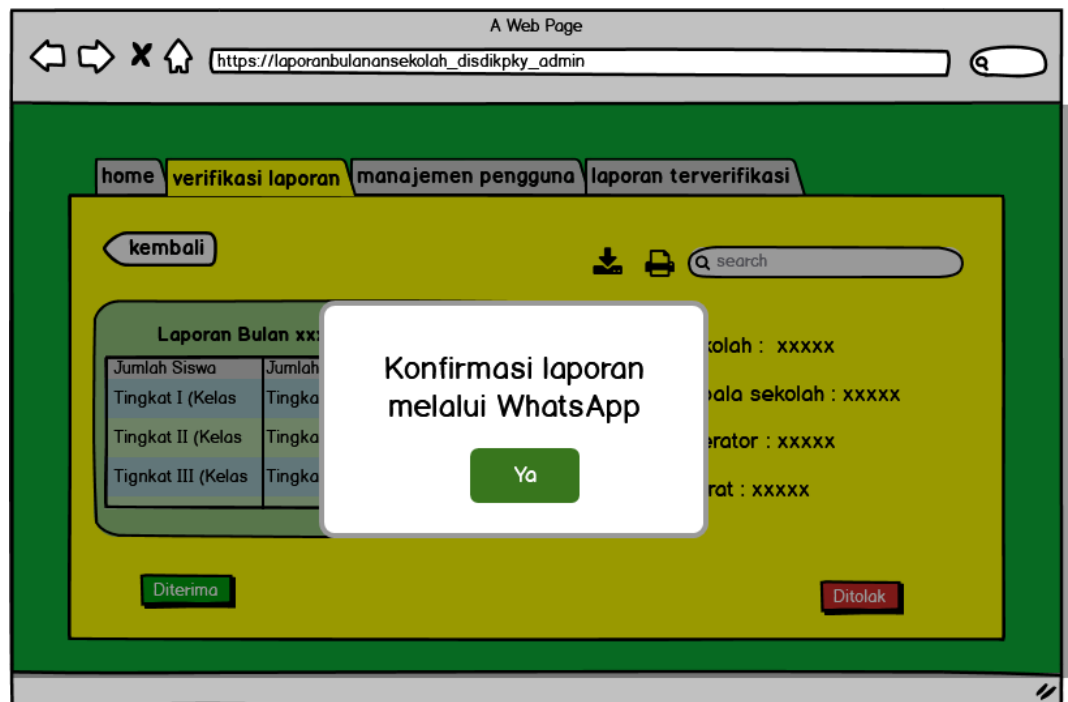 A Web Page
https://laporanbulanansekolah_disdikpky_admin
home verifikasi laporan manajemen pengguna laporan terverifikasi
kembali
search
Laporan Bulan xx
Jumlah Siswa Jumlah
Tingkat I (Kelas Tingka
Tingkat II (Kelas Tingka
Tignkat III (Kelas Tingka
kolah : xxxxx
pala sekolah : xxxxx
erator : xxxxx
rat : xxxxx
Konfirmasi laporan
melalui WhatsApp
Ya
Diterima
Ditolak